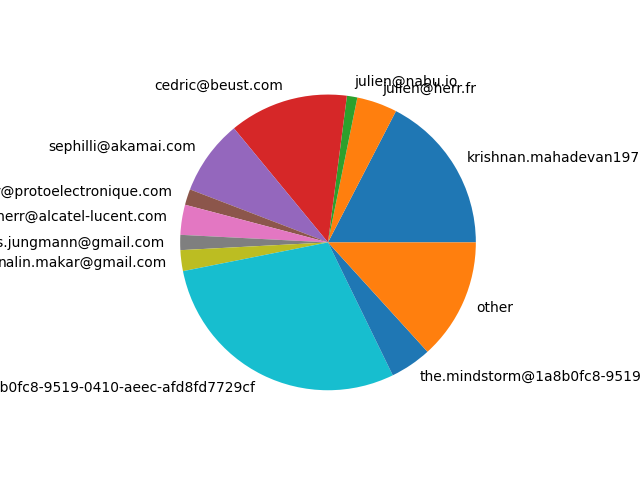 julien@nabu.io
cedric@beust.com
julien@herr.fr
sephilli@akamai.com
krishnan.mahadevan197
@protoelectronique.com
herr@alcatel-lucent.com
s.jungmann@gmail.com
nalin.makar@gmail.com
other
the.mindstorm@1a8b0fc8-9519
b0fc8-9519-0410-aeec-afd8fd7729cf